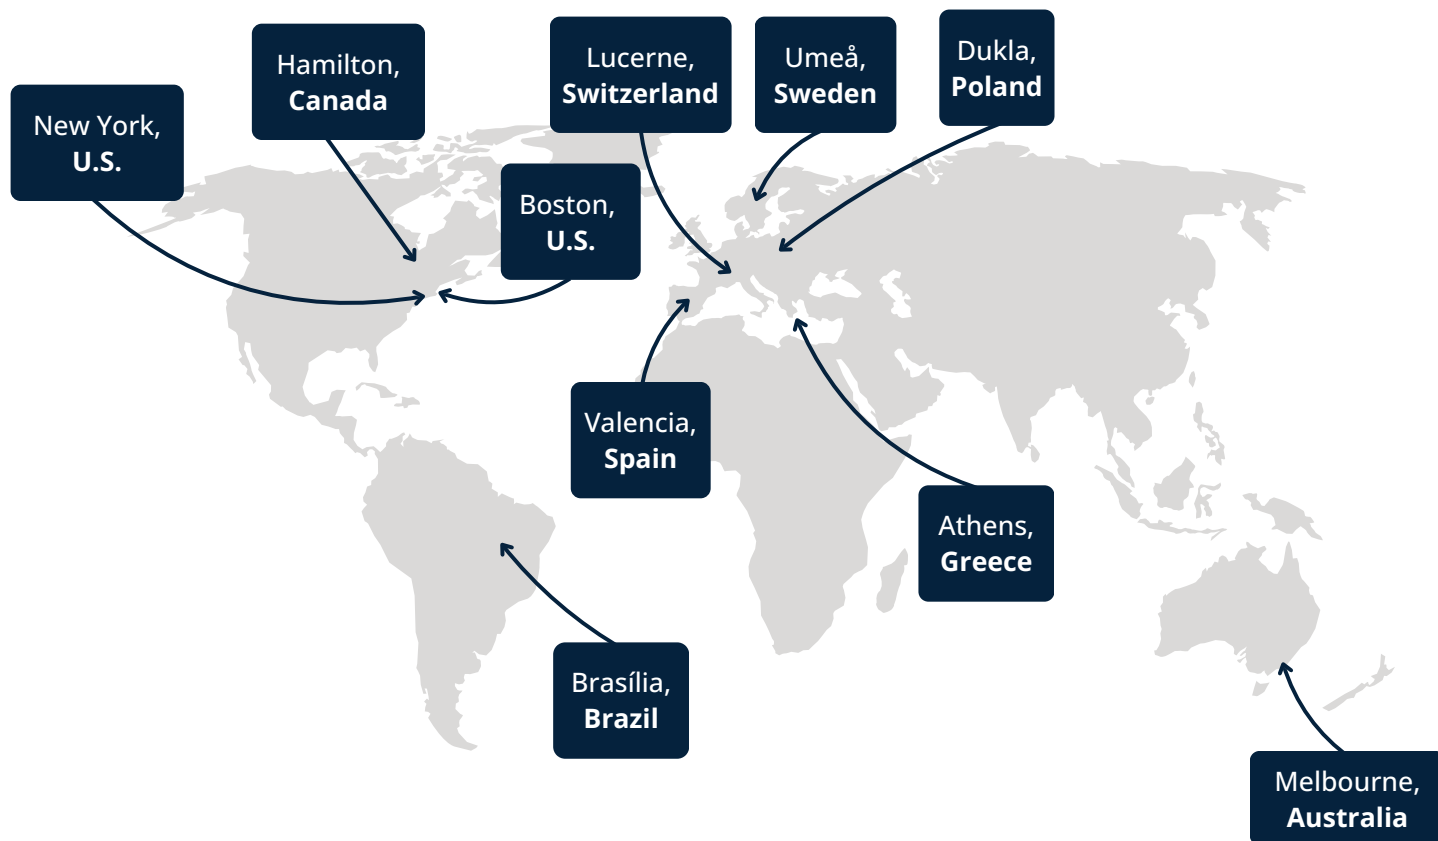 New York,
U.S.
Hamilton,
Canada
Lucerne,
Switzerland
Umeå,
Sweden
Dukla,
Poland
Boston,
U.S.
Valencia,
Spain
Athens,
Greece
Brasília,
Brazil
Melbourne,
Australia